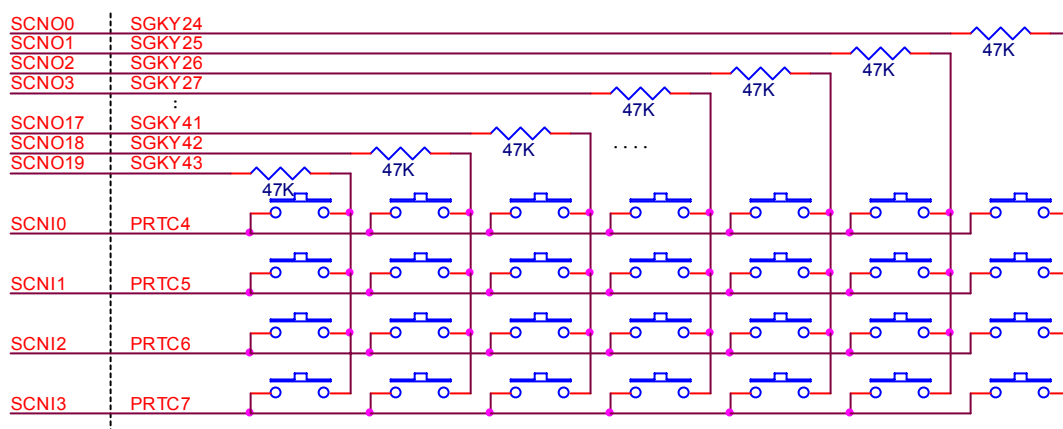 SCNO0 SGKY24
47K
SCNO1 SGKY25
47K
SCNO2 SGKY26
47K
SCNO3 SGKY27
47K
:
SCNO17 SGKY41
47K
....
SCNO18 SGKY42
47K
SCNO19 SGKY43
47K
SCNI0 PRTC4
SCNI1 PRTC5
SCNI2 PRTC6
SCNI3 PRTC7